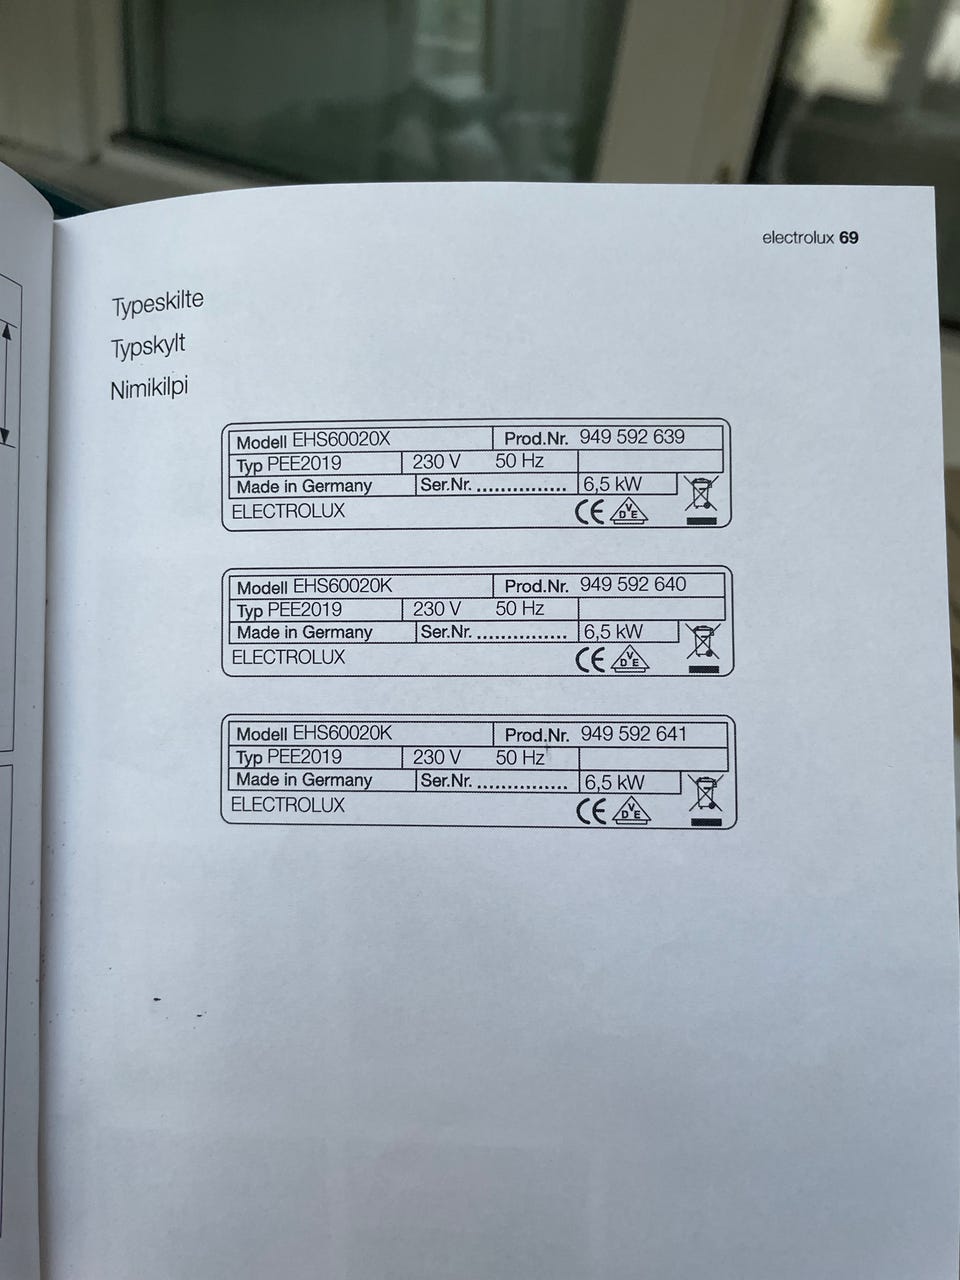 electrolux 69
Typeskilte
Typskylt
Nimikilpi
Modell EHS60020X Prod.Nr. 949 592 639
Typ PEE2019 230 V 50 Hz
Made in Germany Ser.Nr. ............... 6,5 kW
ELECTROLUX CE DVE
Modell EHS60020K Prod.Nr. 949 592 640
Typ PEE2019 230 V 50 Hz
Made in Germany Ser.Nr. ............... 6,5 kW
ELECTROLUX CE DVE
Modell EHS60020K Prod.Nr. 949 592 641
Typ PEE2019 230 V 50 Hz
Made in Germany Ser.Nr. ............... 6,5 kW
ELECTROLUX CE DVE